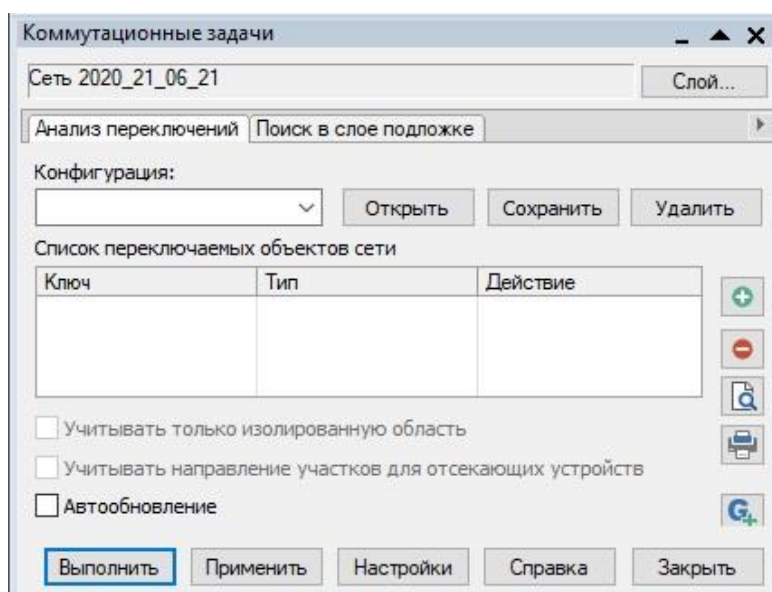 Коммутационные задачи
Сеть 2020_21_06_21 Слой...
Анализ переключений Поиск в слое подложке
Конфигурация:
Открыть Сохранить Удалить
Список переключаемых объектов сети
Ключ Тип Действие
Учитывать только изолированную область
Учитывать направление участков для отсекающих устройств
Автообновление
Выполнить Применить Настройки Справка Закрыть